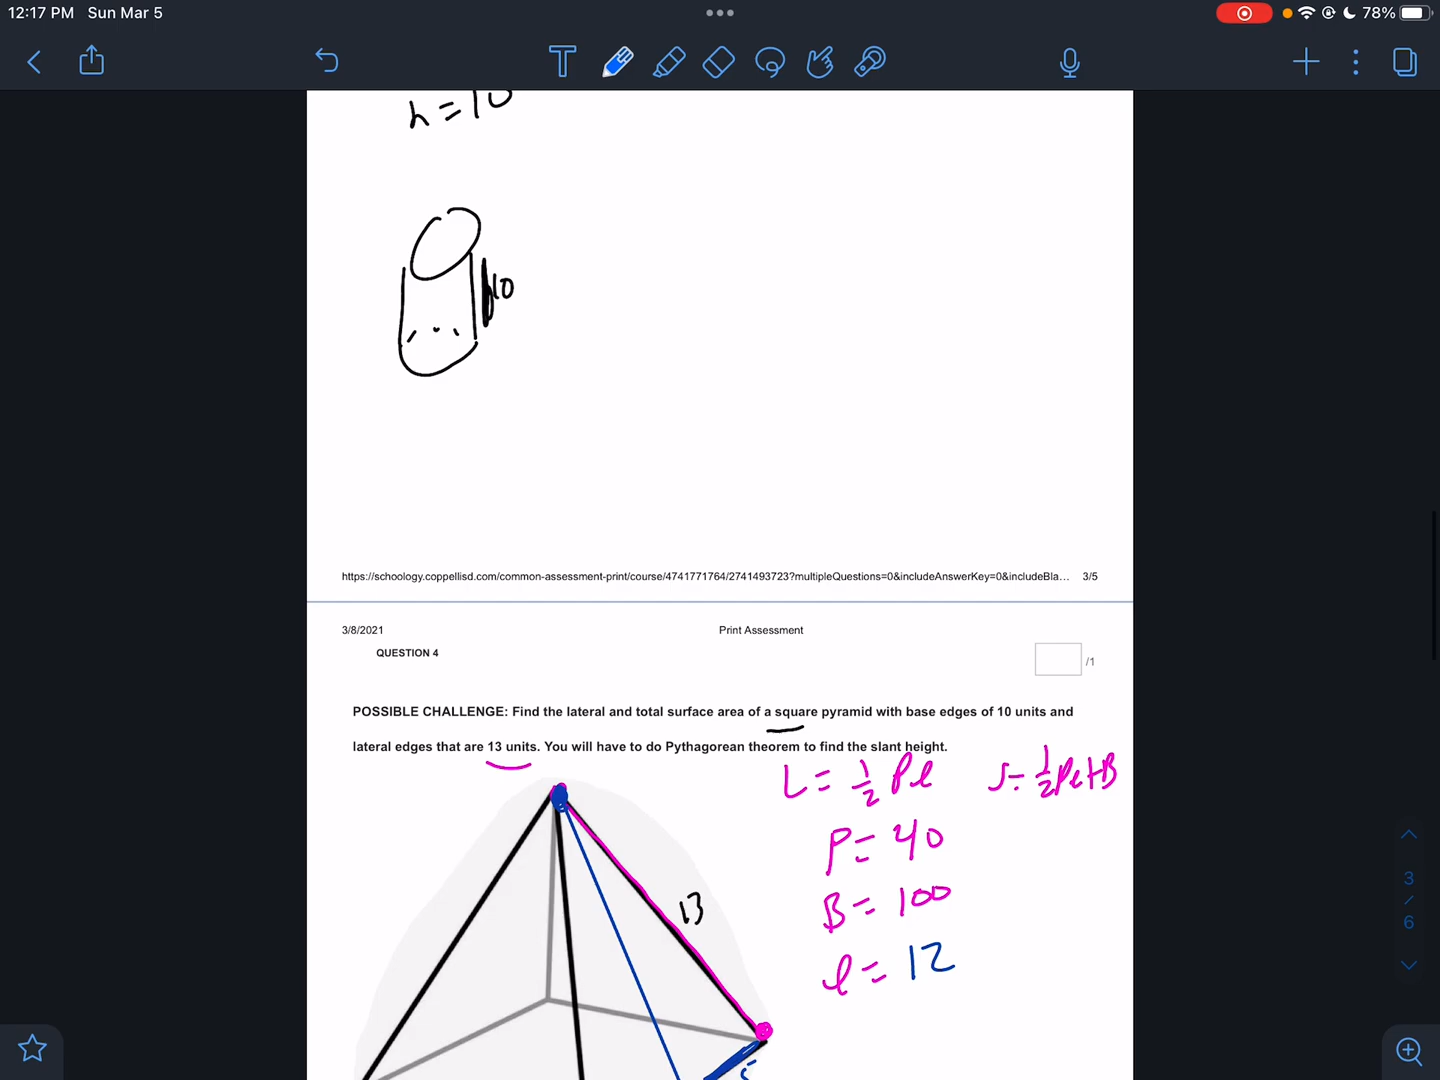 12:17 PM Sun Mar 5
78%
h = 10
10
https://schoology.coppellisd.com/common-assessment-print/course/4741771764/2741493723?multipleQuestions=0&includeAnswerKey=0&includeBla... 3/5
3/8/2021 Print Assessment
QUESTION 4
/1
POSSIBLE CHALLENGE: Find the lateral and total surface area of a square pyramid with base edges of 10 units and
lateral edges that are 13 units. You will have to do Pythagorean theorem to find the slant height.
L = 1/2 Pl S = 1/2 Pl + B
P = 40
B = 100
l = 12
13
5
3
/
6